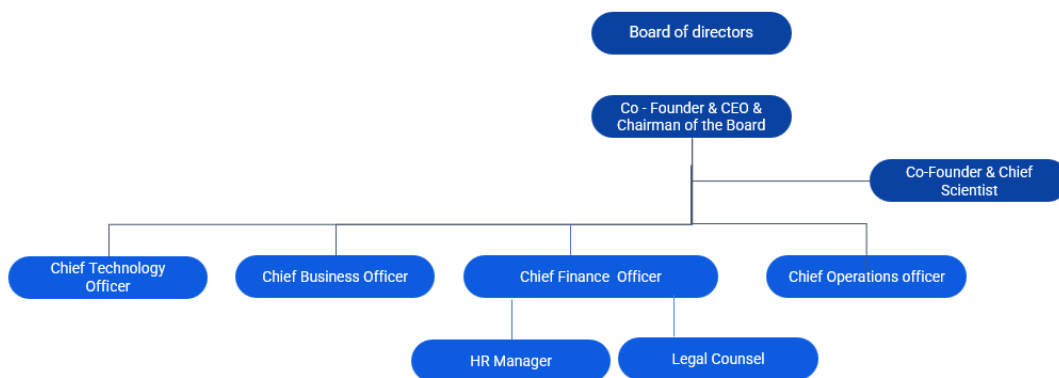 Board of directors
Co - Founder & CEO &
Chairman of the Board
Co-Founder & Chief
Scientist
Chief Technology
Officer
Chief Business Officer
Chief Finance  Officer
Chief Operations officer
HR Manager
Legal Counsel